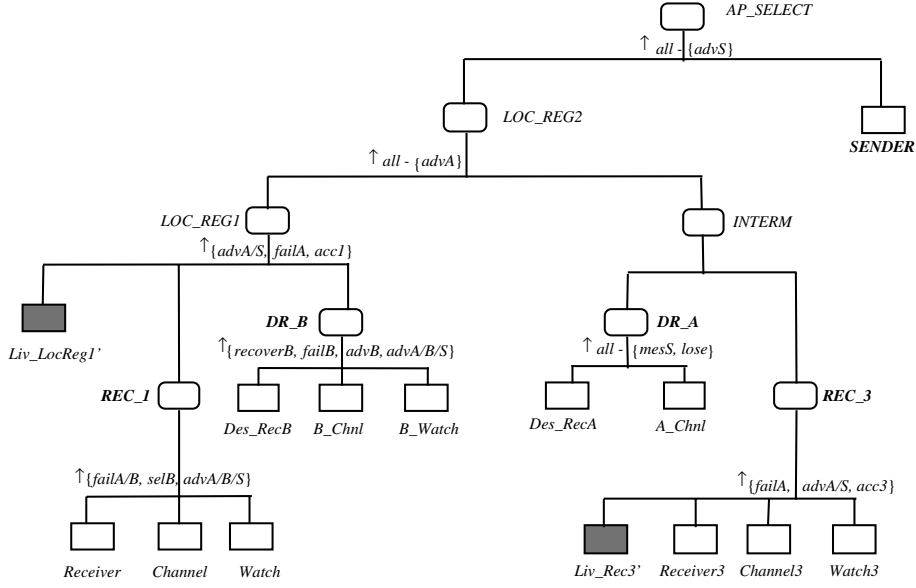 AP_SELECT
↑ all - {advS}
LOC_REG2
SENDER
↑ all - {advA}
LOC_REG1
INTERM
↑{advA/S, failA, acc1}
DR_B
DR_A
Liv_LocReg1’
↑{recoverB, failB, advB, advA/B/S}
↑ all - {mesS, lose}
REC_1
REC_3
Des_RecB
B_Chnl
B_Watch
Des_RecA
A_Chnl
↑{failA/B, selB, advA/B/S}
↑{failA, advA/S, acc3}
Receiver
Channel
Watch
Liv_Rec3’
Receiver3
Channel3
Watch3